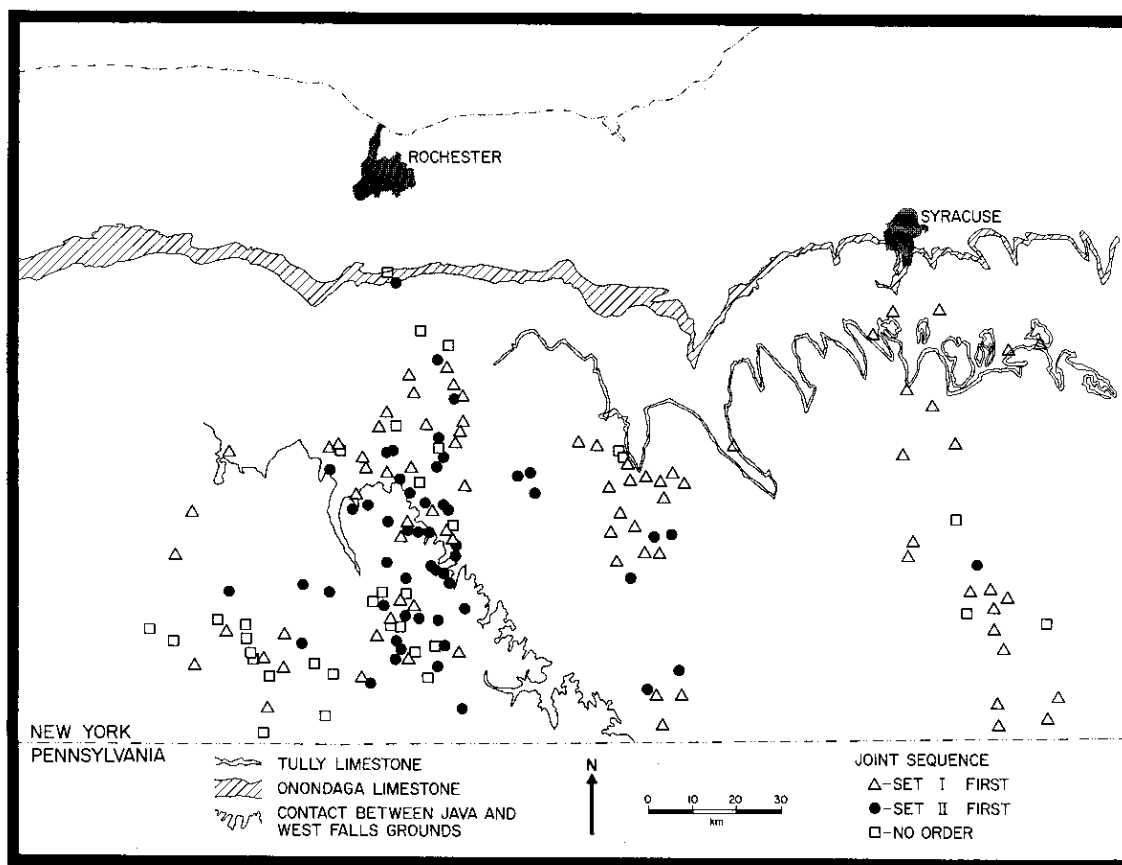 ROCHESTER
SYRACUSE
NEW YORK
PENNSYLVANIA
TULLY LIMESTONE
ONONDAGA LIMESTONE
CONTACT BETWEEN JAVA AND
WEST FALLS GROUNDS
N
0 10 20 30
km
JOINT SEQUENCE
△-SET I FIRST
●-SET II FIRST
□-NO ORDER